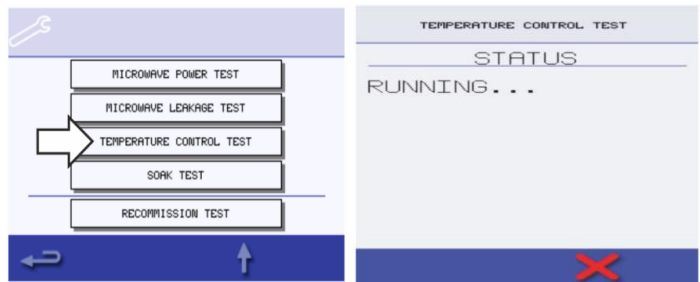 MICROWAVE POWER TEST
MICROWAVE LEAKAGE TEST
TEMPERATURE CONTROL TEST
SOAK TEST
RECOMMISSION TEST
TEMPERATURE CONTROL TEST
STATUS
RUNNING...